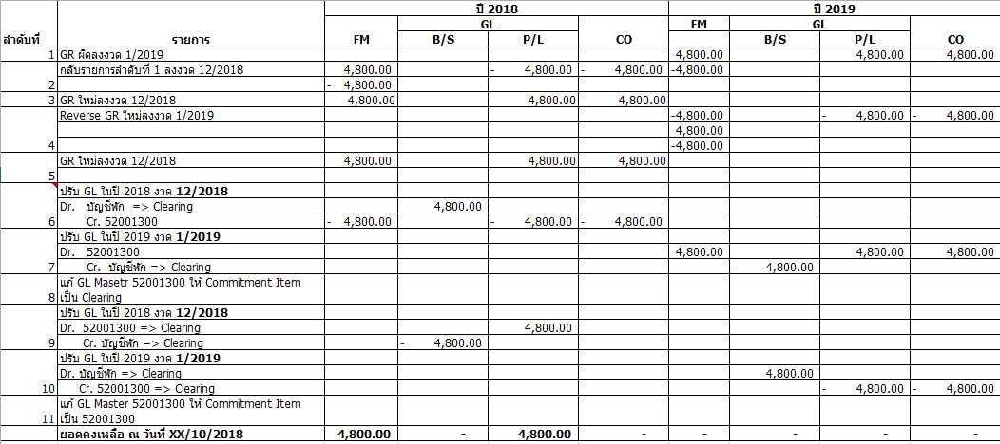 ปี 2018 ปี 2019
FM GL CO FM GL CO
ลำดับที่ รายการ B/S P/L B/S P/L
1 GR ผิดลงงวด 1/2019 4,800.00 4,800.00 4,800.00
กลับรายการลำดับที่ 1 ลงงวด 12/2018 4,800.00 - 4,800.00 - 4,800.00 -4,800.00
2 - 4,800.00
3 GR ใหม่ลงงวด 12/2018 4,800.00 4,800.00 4,800.00
Reverse GR ใหม่ลงงวด 1/2019 -4,800.00 - 4,800.00 - 4,800.00
4,800.00
4 -4,800.00
GR ใหม่ลงงวด 12/2018 4,800.00 4,800.00 4,800.00
5
ปรับ GL ในปี 2018 งวด 12/2018
Dr. บัญชีพัก => Clearing 4,800.00
6 Cr. 52001300 - 4,800.00 - 4,800.00 - 4,800.00
ปรับ GL ในปี 2019 งวด 1/2019
Dr. 52001300 4,800.00 4,800.00 4,800.00
7 Cr. บัญชีพัก => Clearing - 4,800.00
แก้ GL Masetr 52001300 ให้ Commitment Item
8 เป็น Clearing
ปรับ GL ในปี 2018 งวด 12/2018
Dr. 52001300 => Clearing 4,800.00
9 Cr. บัญชีพัก => Clearing - 4,800.00
ปรับ GL ในปี 2019 งวด 1/2019
Dr. บัญชีพัก => Clearing 4,800.00
10 Cr. 52001300 => Clearing - 4,800.00 - 4,800.00
แก้ GL Master 52001300 ให้ Commitment Item
11 เป็น 52001300
ยอดคงเหลือ ณ วันที่ XX/10/2018 4,800.00 - 4,800.00 - - - - -